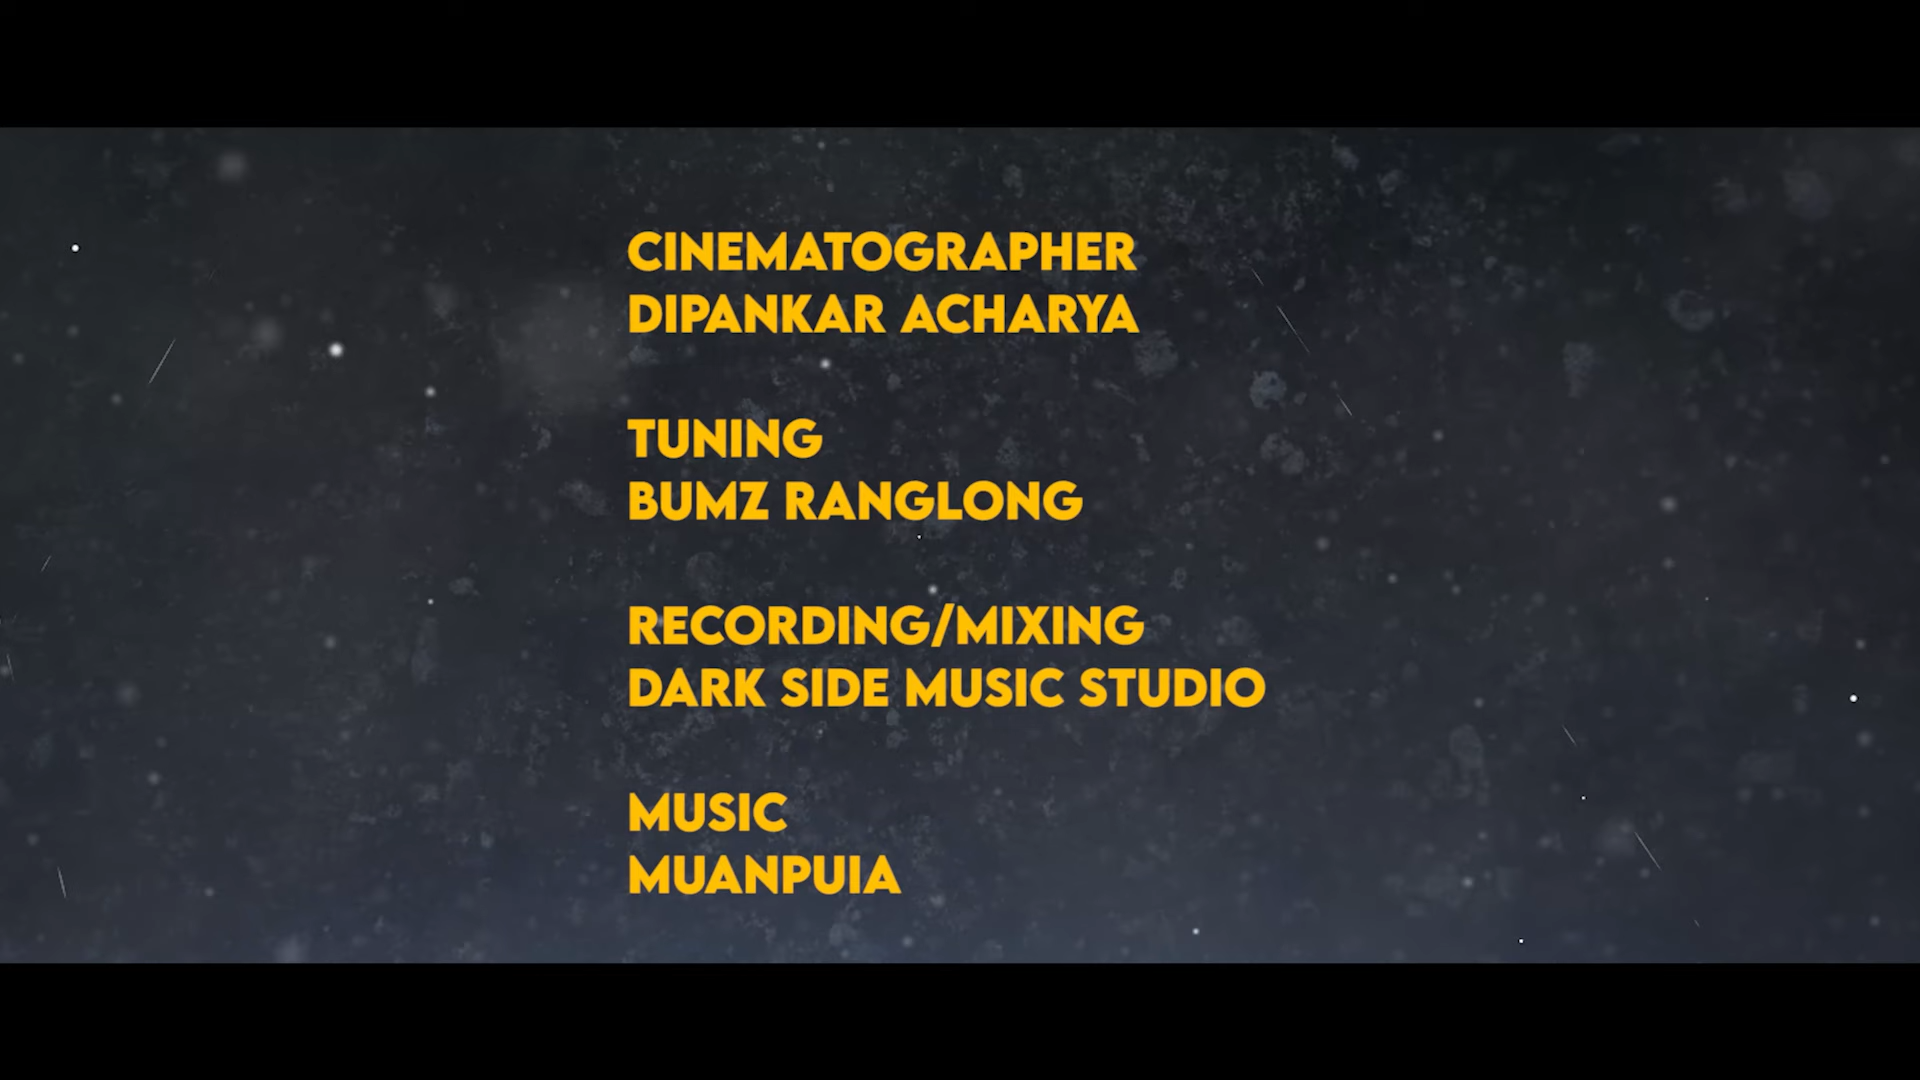 CINEMATOGRAPHER
DIPANKAR ACHARYA
TUNING
BUMZ RANGLONG
RECORDING/MIXING
DARK SIDE MUSIC STUDIO
MUSIC
MUANPUIA